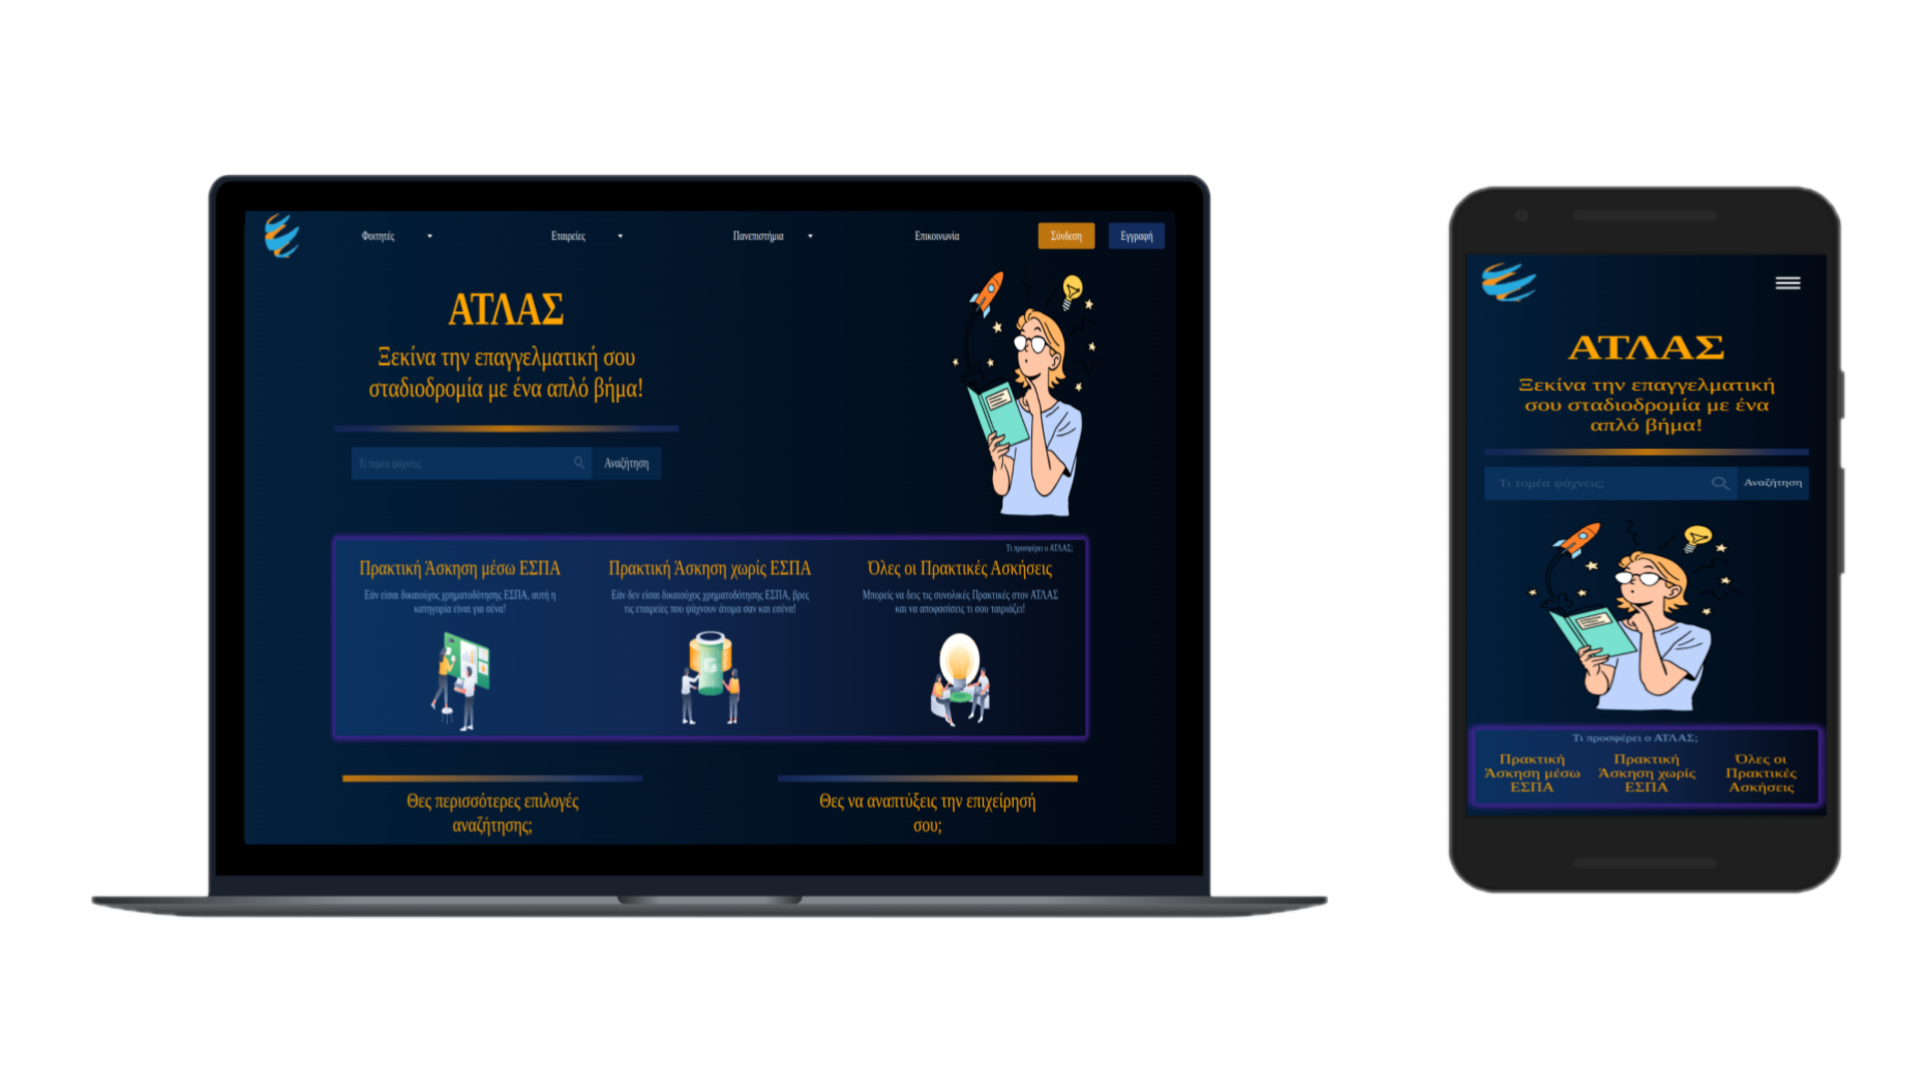 Φοιτητές
Εταιρείες
Πανεπιστήμια
Επικοινωνία
Σύνδεση
Εγγραφή
ΑΤΛΑΣ
Ξεκίνα την επαγγελματική σου
σταδιοδρομία με ένα απλό βήμα!
Τι τομέα ψάχνεις;
Αναζήτηση
Τι προσφέρει ο ΑΤΛΑΣ;
Πρακτική Άσκηση μέσω ΕΣΠΑ
Εάν είσαι δικαιούχος χρηματοδότησης ΕΣΠΑ, αυτή η
κατηγορία είναι για σένα!
Πρακτική Άσκηση χωρίς ΕΣΠΑ
Εάν δεν είσαι δικαιούχος χρηματοδότησης ΕΣΠΑ, βρες
τις εταιρείες που ψάχνουν άτομα σαν και εσένα!
Όλες οι Πρακτικές Ασκήσεις
Μπορείς να δεις τις συνολικές Πρακτικές στον ΑΤΛΑΣ
και να αποφασίσεις τι σου ταιριάζει!
Θες περισσότερες επιλογές
αναζήτησης;
Θες να αναπτύξεις την επιχείρησή
σου;
ΑΤΛΑΣ
Ξεκίνα την επαγγελματική
σου σταδιοδρομία με ένα
απλό βήμα!
Τι τομέα ψάχνεις;
Αναζήτηση
Τι προσφέρει ο ΑΤΛΑΣ;
Πρακτική
Άσκηση μέσω
ΕΣΠΑ
Πρακτική
Άσκηση χωρίς
ΕΣΠΑ
Όλες οι
Πρακτικές
Ασκήσεις